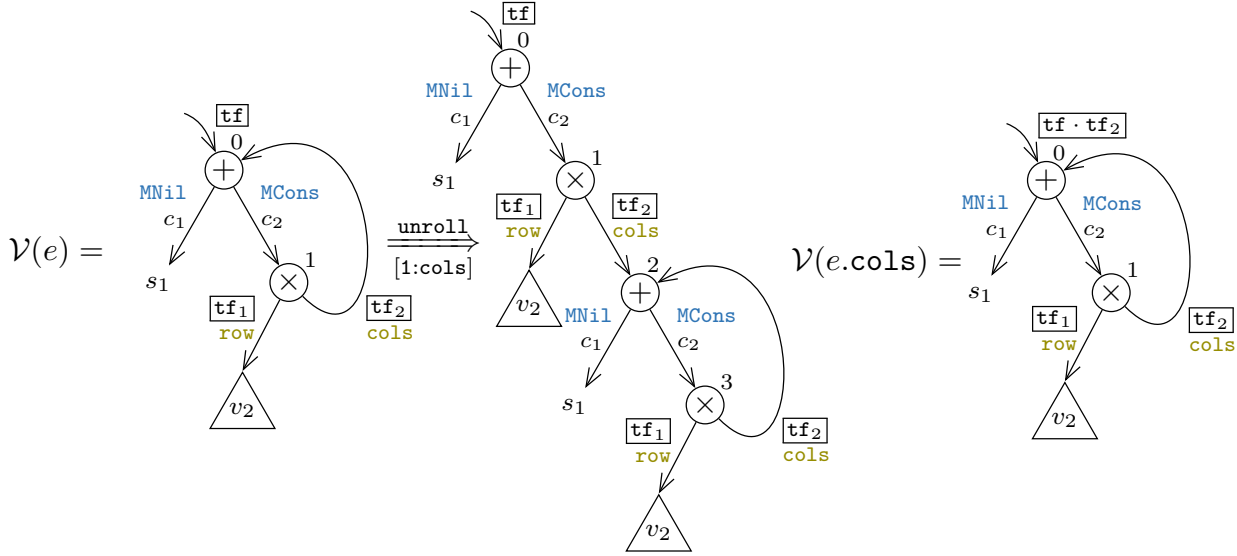 𝒱(e) =
tf
0
+
MNil MCons
c₁ c₂
s₁
1
×
tf₁ tf₂
row cols
v₂
unroll
[1:cols]
tf
0
+
MNil MCons
c₁ c₂
s₁
1
×
tf₁ tf₂
row cols
v₂
2
+
MNil MCons
c₁ c₂
s₁
3
×
tf₁ tf₂
row cols
v₂
𝒱(e.cols) =
tf · tf₂
0
+
MNil MCons
c₁ c₂
s₁
1
×
tf₁ tf₂
row cols
v₂